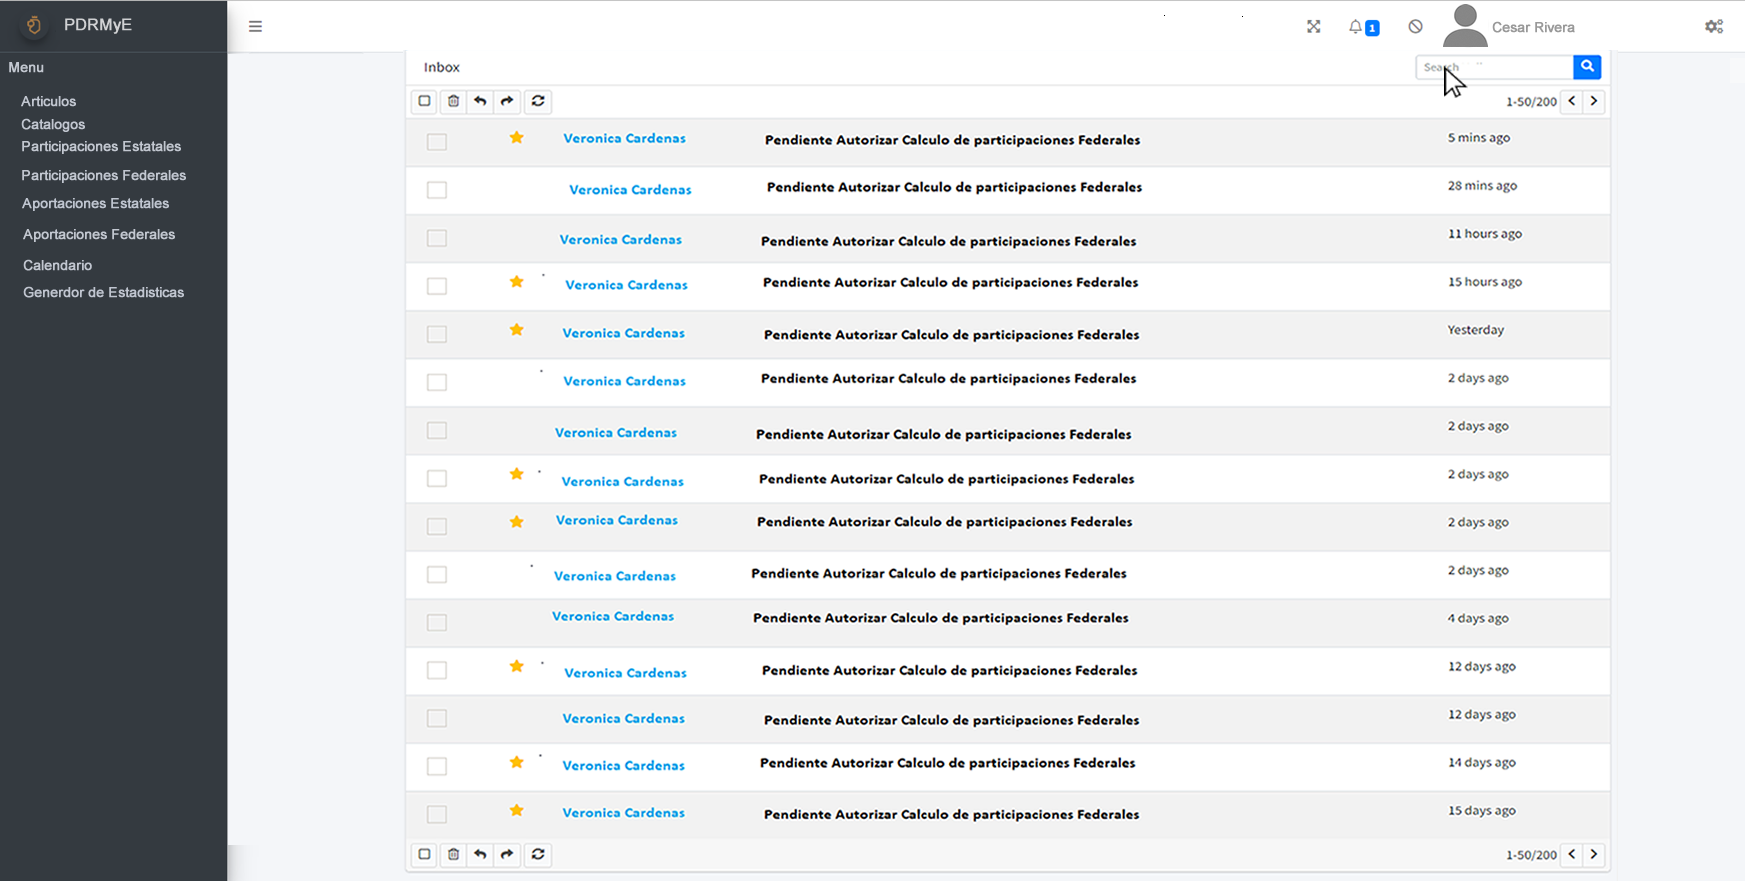 PDRMyE
1
Cesar Rivera
Menu
Articulos
Catalogos
Participaciones Estatales
Participaciones Federales
Aportaciones Estatales
Aportaciones Federales
Calendario
Generdor de Estadisticas
Inbox
Search
1-50/200
Veronica Cardenas Pendiente Autorizar Calculo de participaciones Federales 5 mins ago
Veronica Cardenas Pendiente Autorizar Calculo de participaciones Federales 28 mins ago
Veronica Cardenas Pendiente Autorizar Calculo de participaciones Federales 11 hours ago
Veronica Cardenas Pendiente Autorizar Calculo de participaciones Federales 15 hours ago
Veronica Cardenas Pendiente Autorizar Calculo de participaciones Federales Yesterday
Veronica Cardenas Pendiente Autorizar Calculo de participaciones Federales 2 days ago
Veronica Cardenas Pendiente Autorizar Calculo de participaciones Federales 2 days ago
Veronica Cardenas Pendiente Autorizar Calculo de participaciones Federales 2 days ago
Veronica Cardenas Pendiente Autorizar Calculo de participaciones Federales 2 days ago
Veronica Cardenas Pendiente Autorizar Calculo de participaciones Federales 2 days ago
Veronica Cardenas Pendiente Autorizar Calculo de participaciones Federales 4 days ago
Veronica Cardenas Pendiente Autorizar Calculo de participaciones Federales 12 days ago
Veronica Cardenas Pendiente Autorizar Calculo de participaciones Federales 12 days ago
Veronica Cardenas Pendiente Autorizar Calculo de participaciones Federales 14 days ago
Veronica Cardenas Pendiente Autorizar Calculo de participaciones Federales 15 days ago
1-50/200